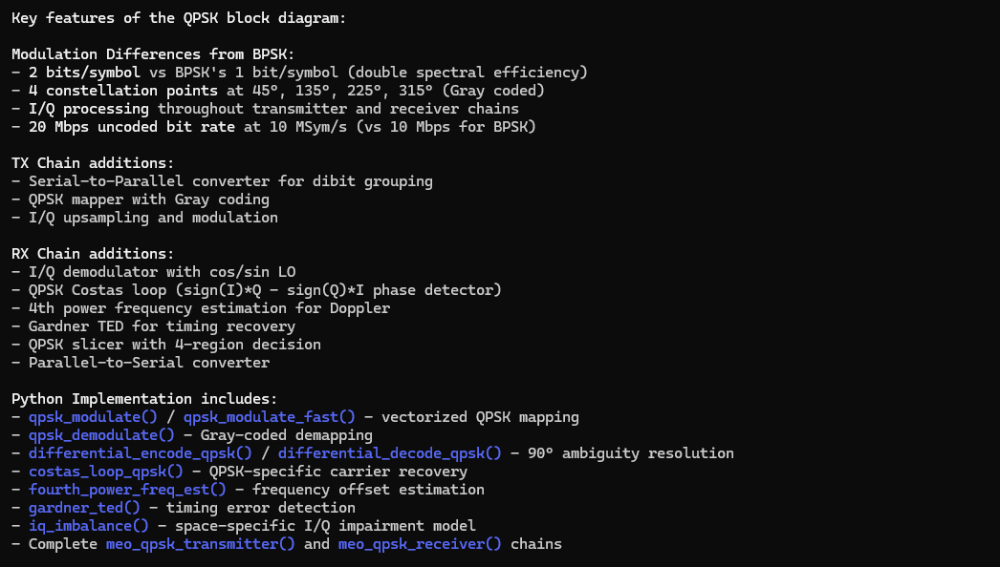 Key features of the QPSK block diagram:
Modulation Differences from BPSK:
- 2 bits/symbol vs BPSK's 1 bit/symbol (double spectral efficiency)
- 4 constellation points at 45°, 135°, 225°, 315° (Gray coded)
- I/Q processing throughout transmitter and receiver chains
- 20 Mbps uncoded bit rate at 10 MSym/s (vs 10 Mbps for BPSK)
TX Chain additions:
- Serial-to-Parallel converter for dibit grouping
- QPSK mapper with Gray coding
- I/Q upsampling and modulation
RX Chain additions:
- I/Q demodulator with cos/sin LO
- QPSK Costas loop (sign(I)*Q - sign(Q)*I phase detector)
- 4th power frequency estimation for Doppler
- Gardner TED for timing recovery
- QPSK slicer with 4-region decision
- Parallel-to-Serial converter
Python Implementation includes:
- qpsk_modulate() / qpsk_modulate_fast() - vectorized QPSK mapping
- qpsk_demodulate() - Gray-coded demapping
- differential_encode_qpsk() / differential_decode_qpsk() - 90° ambiguity resolution
- costas_loop_qpsk() - QPSK-specific carrier recovery
- fourth_power_freq_est() - frequency offset estimation
- gardner_ted() - timing error detection
- iq_imbalance() - space-specific I/Q impairment model
- Complete meo_qpsk_transmitter() and meo_qpsk_receiver() chains